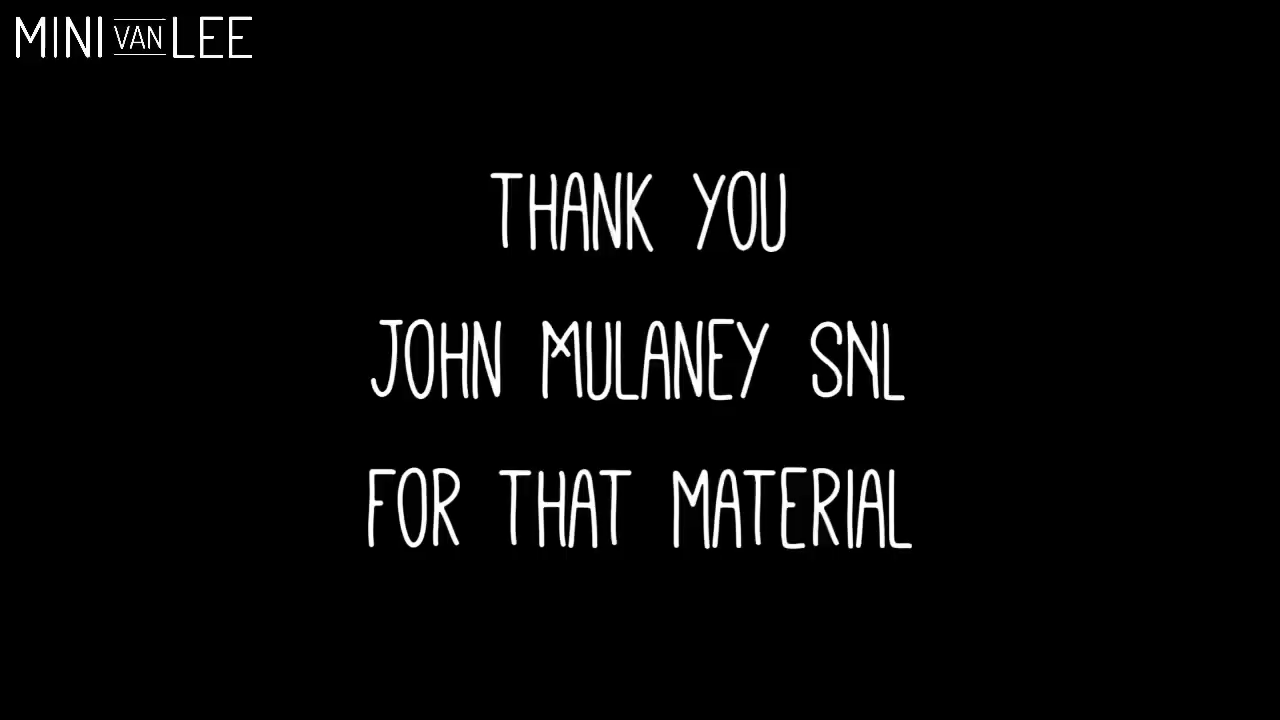 MINI VAN LEE
THANK YOU
JOHN MULANEY SNL
FOR THAT MATERIAL